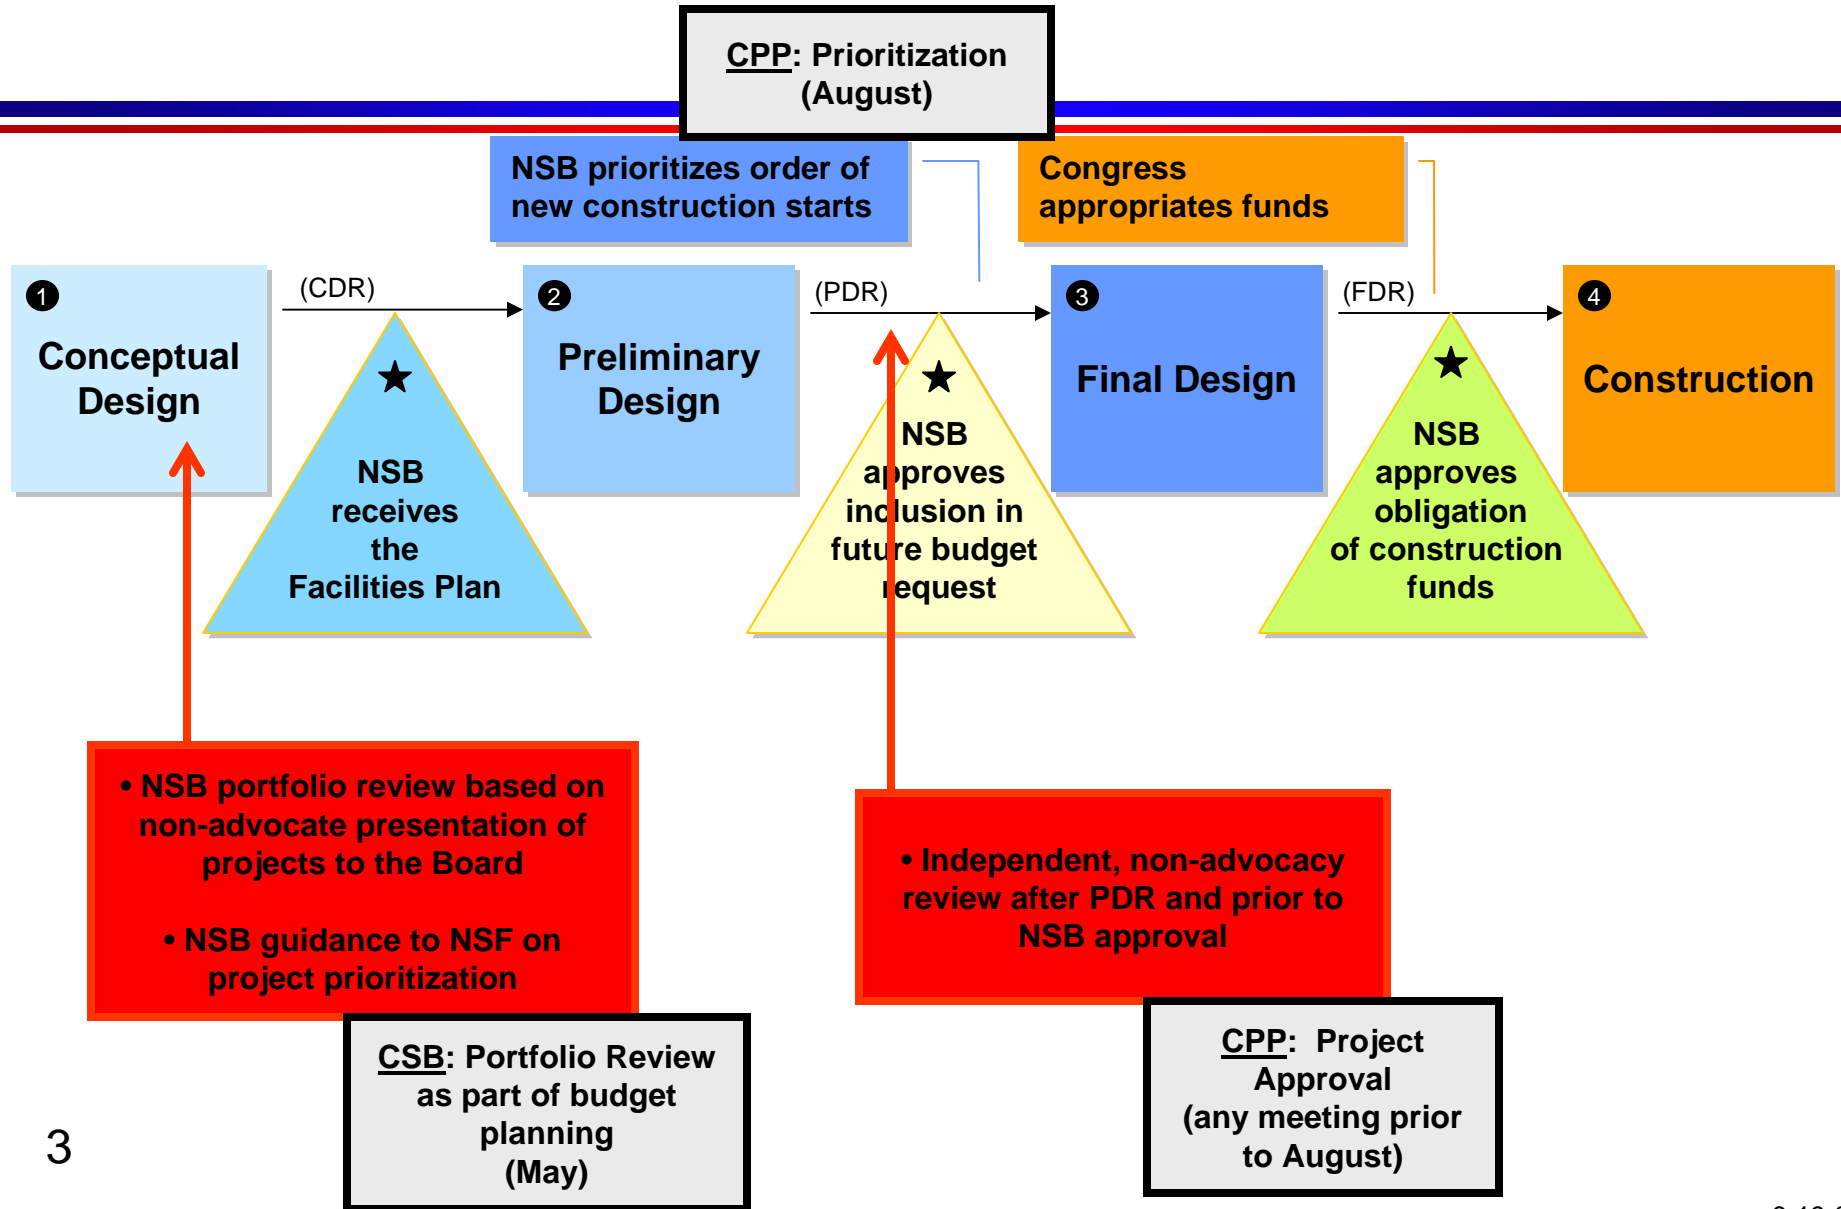 CPP: Prioritization
(August)
NSB prioritizes order of
new construction starts
Congress
appropriates funds
1
Conceptual
Design
(CDR)
2
Preliminary
Design
(PDR)
3
Final Design
(FDR)
4
Construction
NSB
receives
the
Facilities Plan
NSB
approves
inclusion in
future budget
request
NSB
approves
obligation
of construction
funds
• NSB portfolio review based on
non-advocate presentation of
projects to the Board
• NSB guidance to NSF on
project prioritization
• Independent, non-advocacy
review after PDR and prior to
NSB approval
CSB: Portfolio Review
as part of budget
planning
(May)
CPP: Project
Approval
(any meeting prior
to August)
3